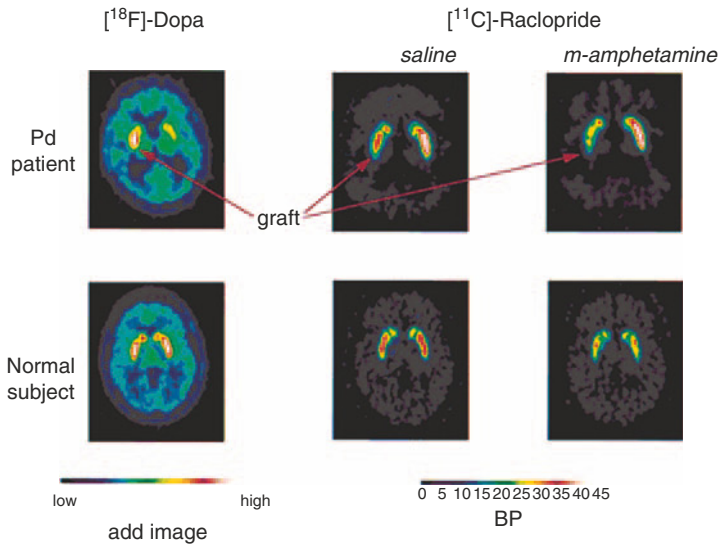 [¹⁸F]-Dopa
[¹¹C]-Raclopride
saline
m-amphetamine
Pd
patient
graft
Normal
subject
low
high
add image
0 5 10 15 20 25 30 35 40 45
BP